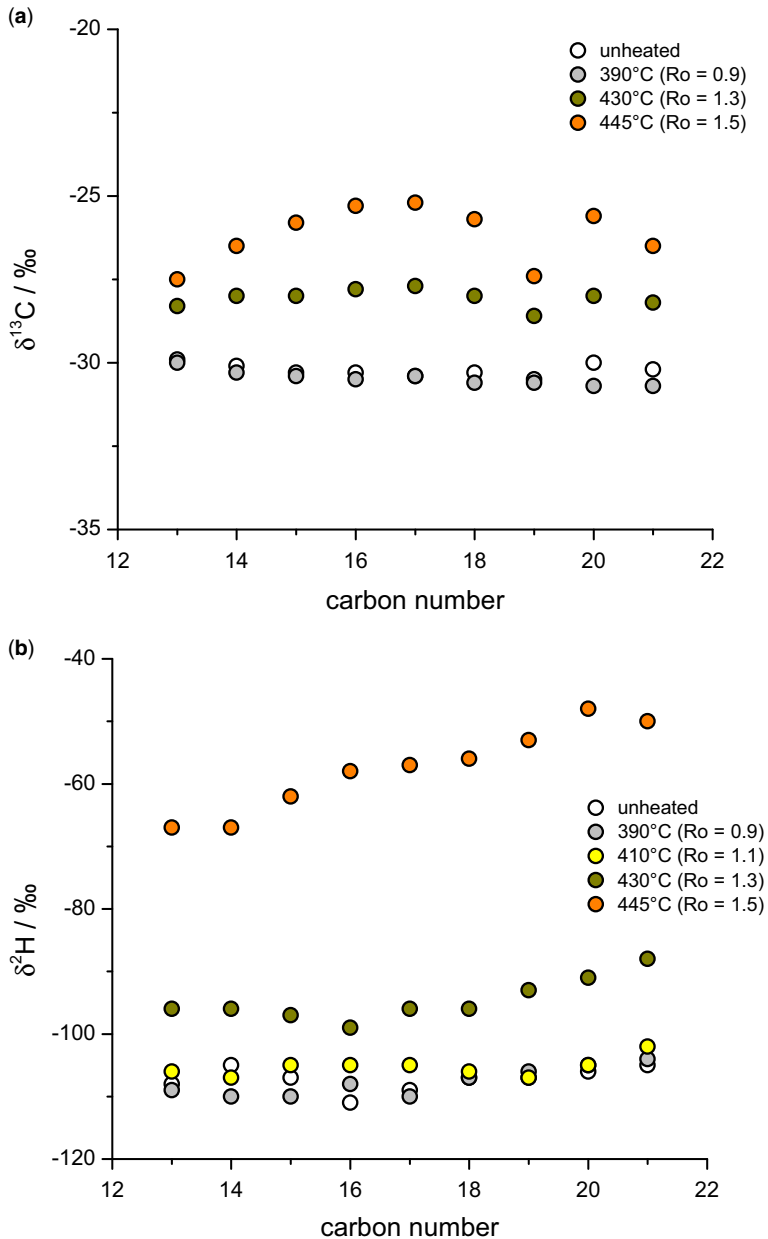 (a)
-20
-25
-30
-35
δ¹³C / ‰
unheated
390°C (Ro = 0.9)
430°C (Ro = 1.3)
445°C (Ro = 1.5)
12 14 16 18 20 22
carbon number
(b)
-40
-60
-80
-100
-120
δ²H / ‰
unheated
390°C (Ro = 0.9)
410°C (Ro = 1.1)
430°C (Ro = 1.3)
445°C (Ro = 1.5)
12 14 16 18 20 22
carbon number